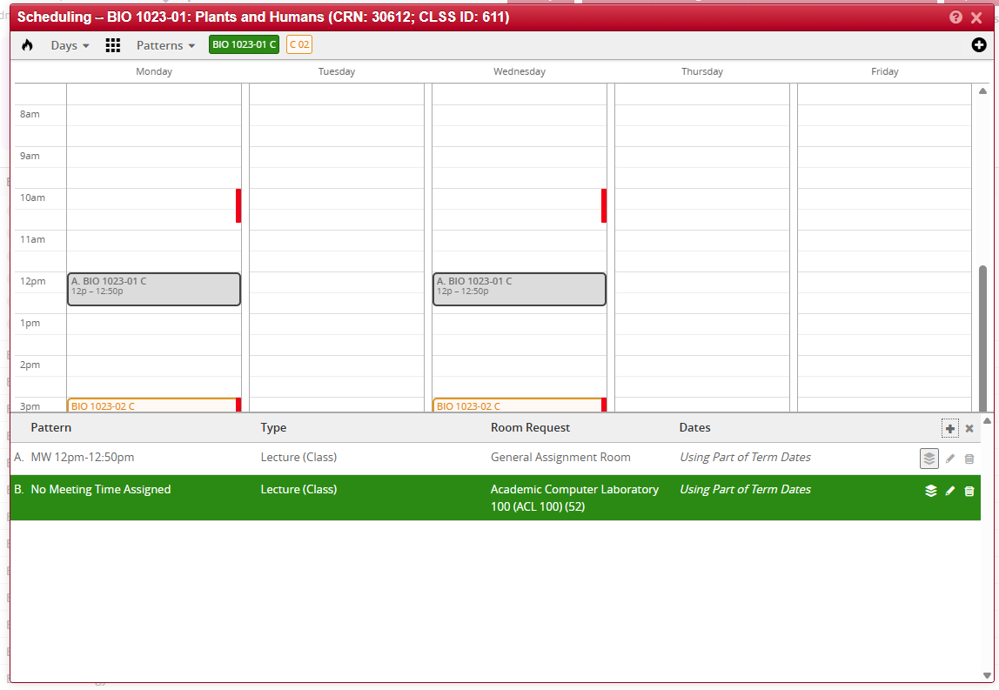 Scheduling – BIO 1023-01: Plants and Humans (CRN: 30612; CLSS ID: 611)
Days Patterns BIO 1023-01 C C 02
Monday Tuesday Wednesday Thursday Friday
8am
9am
10am
11am
12pm A. BIO 1023-01 C A. BIO 1023-01 C
12p – 12:50p 12p – 12:50p
1pm
2pm
3pm BIO 1023-02 C BIO 1023-02 C
Pattern Type Room Request Dates
A. MW 12pm-12:50pm Lecture (Class) General Assignment Room Using Part of Term Dates
B. No Meeting Time Assigned Lecture (Class) Academic Computer Laboratory Using Part of Term Dates
100 (ACL 100) (52)